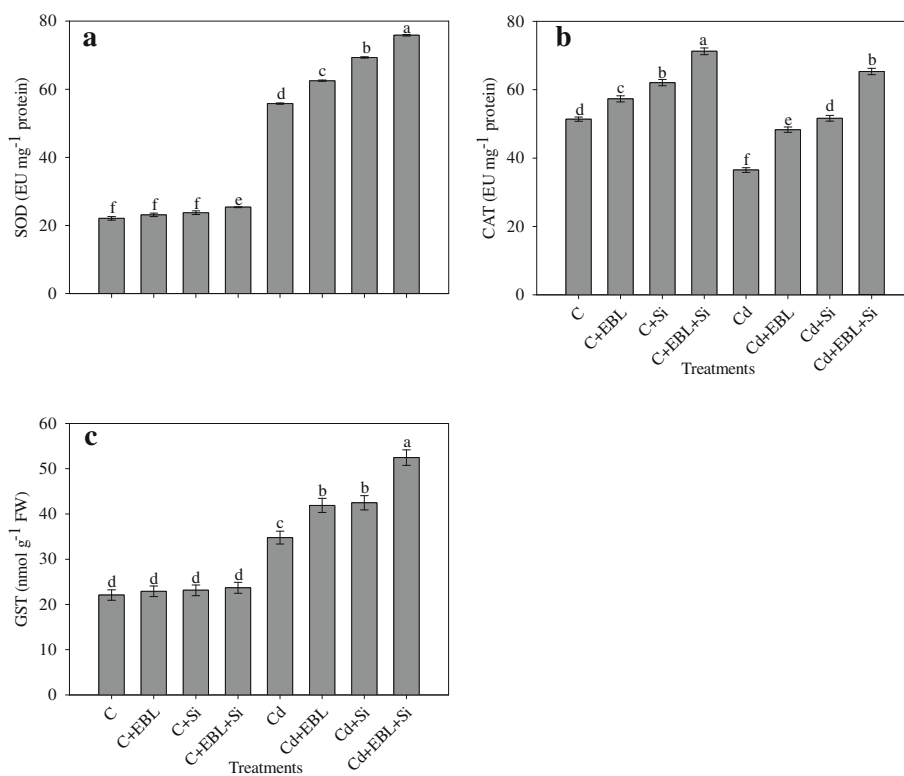 a
SOD (EU mg-1 protein)
80
60
40
20
0
f
f
f
e
d
c
b
a
b
CAT (EU mg-1 protein)
80
60
40
20
0
d
c
b
a
f
e
d
b
C
C+EBL
C+Si
C+EBL+Si
Cd
Cd+EBL
Cd+Si
Cd+EBL+Si
Treatments
c
GST (nmol g-1 FW)
60
50
40
30
20
10
0
d
d
d
d
c
b
b
a
C
C+EBL
C+Si
C+EBL+Si
Cd
Cd+EBL
Cd+Si
Cd+EBL+Si
Treatments